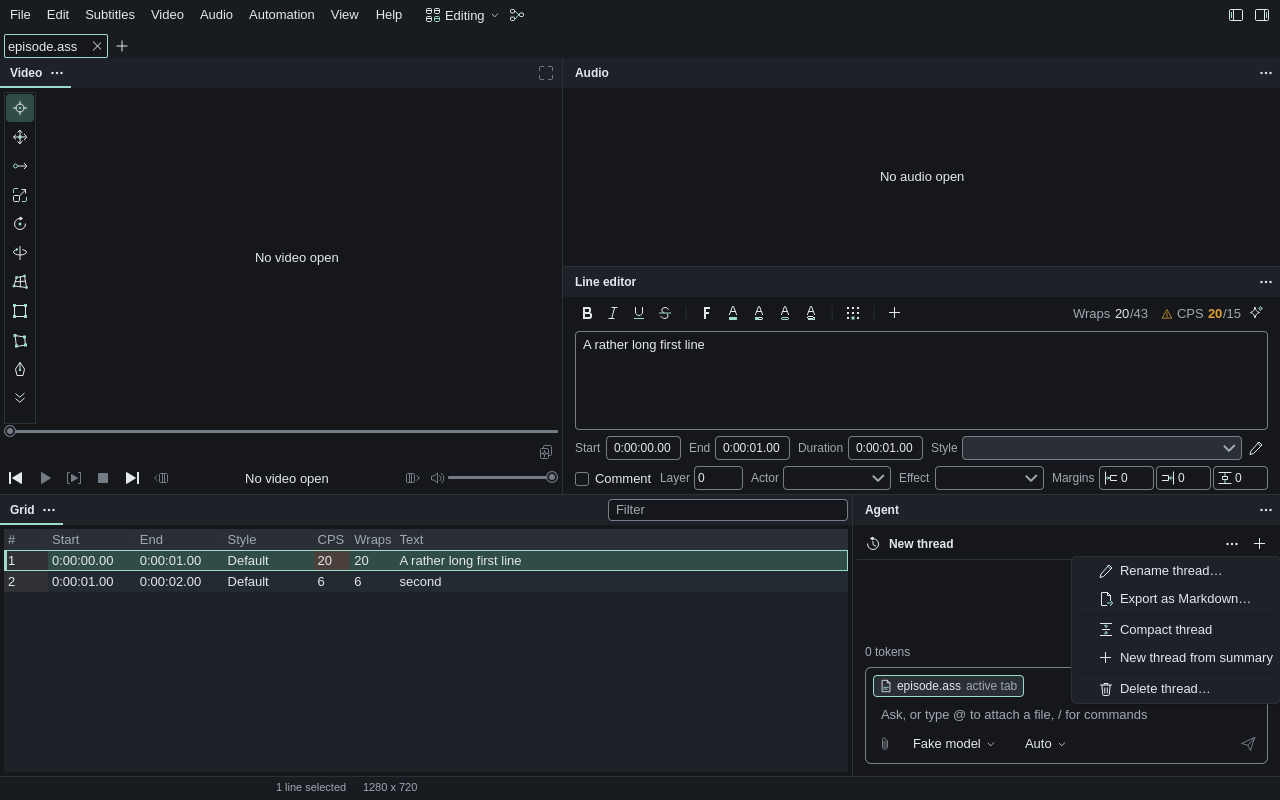 File Edit Subtitles Video Audio Automation View Help Editing
episode.ass
Video
Audio
No video open
No audio open
Line editor
B I U S F A A A A Wraps 20/43 CPS 20/15
A rather long first line
Start 0:00:00.00 End 0:00:01.00 Duration 0:00:01.00 Style
No video open
Comment Layer 0 Actor Effect Margins 0 0 0
Grid
Filter
# Start End Style CPS Wraps Text
1 0:00:00.00 0:00:01.00 Default 20 20 A rather long first line
2 0:00:01.00 0:00:02.00 Default 6 6 second
Agent
New thread
Rename thread…
Export as Markdown…
Compact thread
New thread from summary
Delete thread…
0 tokens
episode.ass active tab
Ask, or type @ to attach a file, / for commands
Fake model Auto
1 line selected 1280 x 720